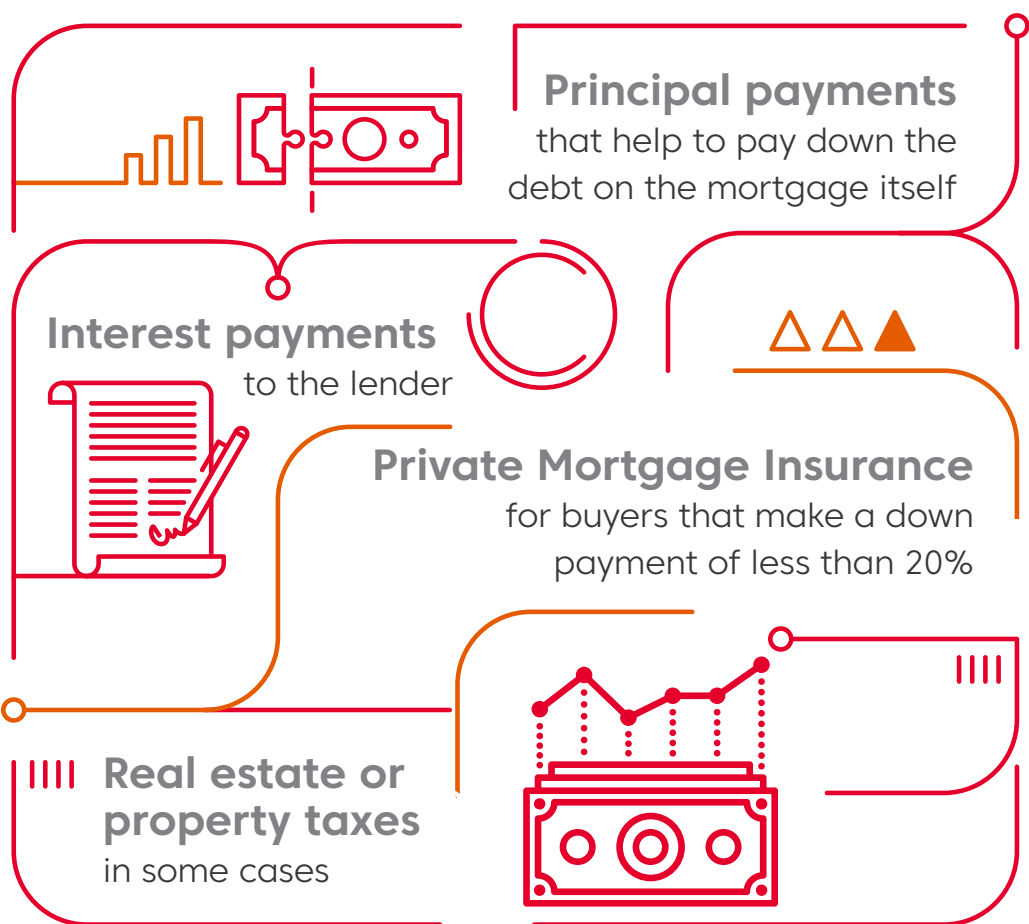 Principal payments
that help to pay down the
debt on the mortgage itself
Interest payments
to the lender
Private Mortgage Insurance
for buyers that make a down
payment of less than 20%
Real estate or
property taxes
in some cases